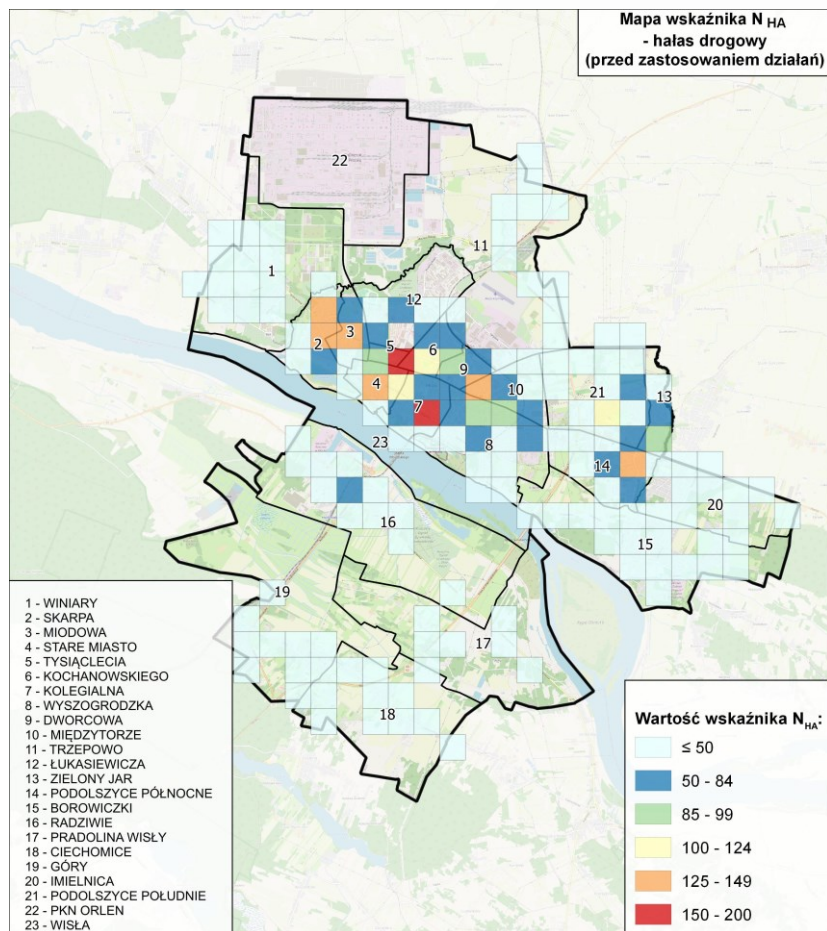 Mapa wskaźnika N HA
- hałas drogowy
(przed zastosowaniem działań)
22
11
1
12
3
2
5
6
9
4
10
21
13
7
23
8
14
20
16
15
19
17
18
1 - WINIARY
2 - SKARPA
3 - MIODOWA
4 - STARE MIASTO
5 - TYSIĄCLECIA
6 - KOCHANOWSKIEGO
7 - KOLEGIALNA
8 - WYSZOGRODZKA
9 - DWORCOWA
10 - MIĘDZYTORZE
11 - TRZEPOWO
12 - ŁUKASIEWICZA
13 - ZIELONY JAR
14 - PODOLSZYCE PÓŁNOCNE
15 - BOROWICZKI
16 - RADZIWIE
17 - PRADOLINA WISŁY
18 - CIECHOMICE
19 - GÓRY
20 - IMIELNICA
21 - PODOLSZYCE POŁUDNIE
22 - PKN ORLEN
23 - WISŁA
Wartość wskaźnika N HA:
≤ 50
50 - 84
85 - 99
100 - 124
125 - 149
150 - 200